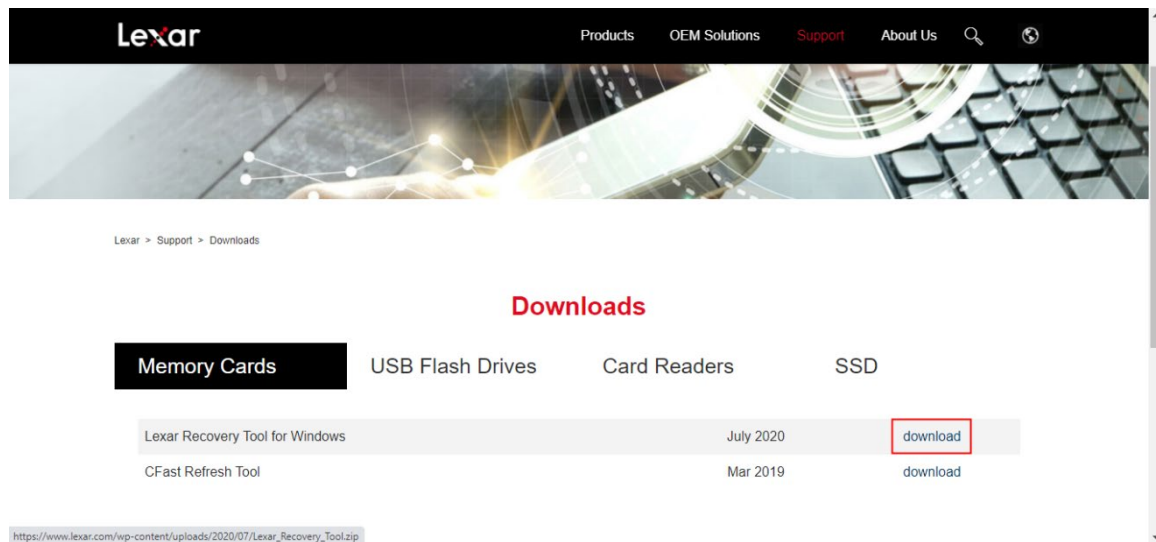 Lexar
Products OEM Solutions Support About Us
Lexar > Support > Downloads
Downloads
Memory Cards USB Flash Drives Card Readers SSD
Lexar Recovery Tool for Windows July 2020 download
CFast Refresh Tool Mar 2019 download
https://www.lexar.com/wp-content/uploads/2020/07/Lexar_Recovery_Tool.zip